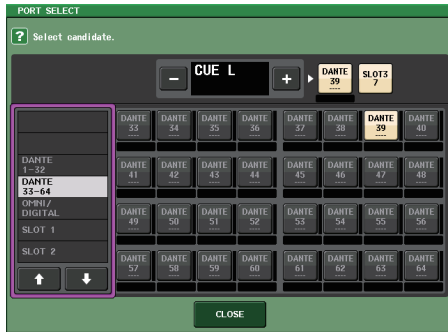 PORT SELECT
? Select candidate.
− CUE L + DANTE 39 ---- SLOT3 7
DANTE 33 ---- DANTE 34 ---- DANTE 35 ---- DANTE 36 ---- DANTE 37 ---- DANTE 38 ---- DANTE 39 ---- DANTE 40 ----
DANTE 1-32
DANTE 41 ---- DANTE 42 ---- DANTE 43 ---- DANTE 44 ---- DANTE 45 ---- DANTE 46 ---- DANTE 47 ---- DANTE 48 ----
DANTE 33-64
OMNI/ DIGITAL
DANTE 49 ---- DANTE 50 ---- DANTE 51 ---- DANTE 52 ---- DANTE 53 ---- DANTE 54 ---- DANTE 55 ---- DANTE 56 ----
SLOT 1
SLOT 2
DANTE 57 ---- DANTE 58 ---- DANTE 59 ---- DANTE 60 ---- DANTE 61 ---- DANTE 62 ---- DANTE 63 ---- DANTE 64 ----
CLOSE